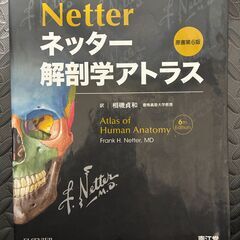 Netter
ネッター
解剖学アトラス
原書第6版
訳 相磯貞和 慶應義塾大学教授
Atlas of
Human Anatomy
6th Edition
Frank H. Netter, MD
F. Netter
M.D.
ELSEVIER
南江堂